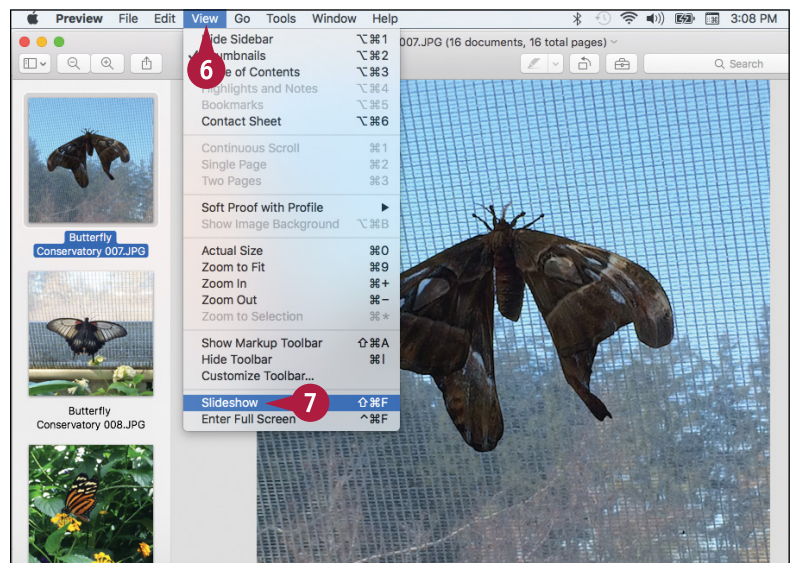 Preview File Edit View Go Tools Window Help 3:08 PM
007.JPG (16 documents, 16 total pages)
Search
Sidebar ⌥⌘1
6
⌥⌘2
Contents ⌥⌘3
Highlights and Notes ⌥⌘4
Bookmarks ⌥⌘5
Contact Sheet ⌥⌘6
Continuous Scroll ⌘1
Single Page ⌘2
Two Pages ⌘3
Soft Proof with Profile
Show Image Background ⌥⌘B
Actual Size ⌘0
Zoom to Fit ⌘9
Zoom In ⌘+
Zoom Out ⌘−
Zoom to Selection ⌘*
Show Markup Toolbar ⇧⌘A
Hide Toolbar ⌘I
Customize Toolbar...
Slideshow 7 ⇧⌘F
Enter Full Screen ^⌘F
Butterfly
Conservatory 007.JPG
Butterfly
Conservatory 008.JPG